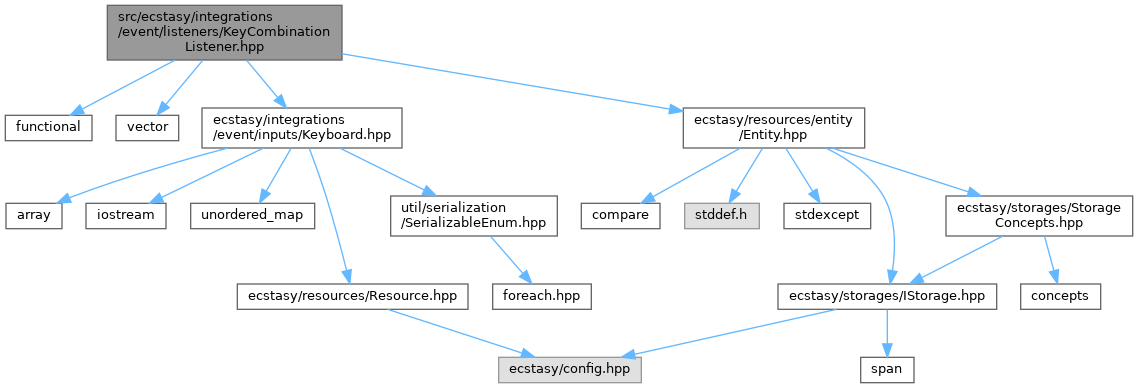 src/ecstasy/integrations
/event/listeners/KeyCombination
Listener.hpp
functional
vector
ecstasy/integrations
/event/inputs/Keyboard.hpp
ecstasy/resources/entity
/Entity.hpp
array
iostream
unordered_map
util/serialization
/SerializableEnum.hpp
compare
stddef.h
stdexcept
ecstasy/storages/Storage
Concepts.hpp
ecstasy/resources/Resource.hpp
foreach.hpp
ecstasy/storages/IStorage.hpp
concepts
ecstasy/config.hpp
span